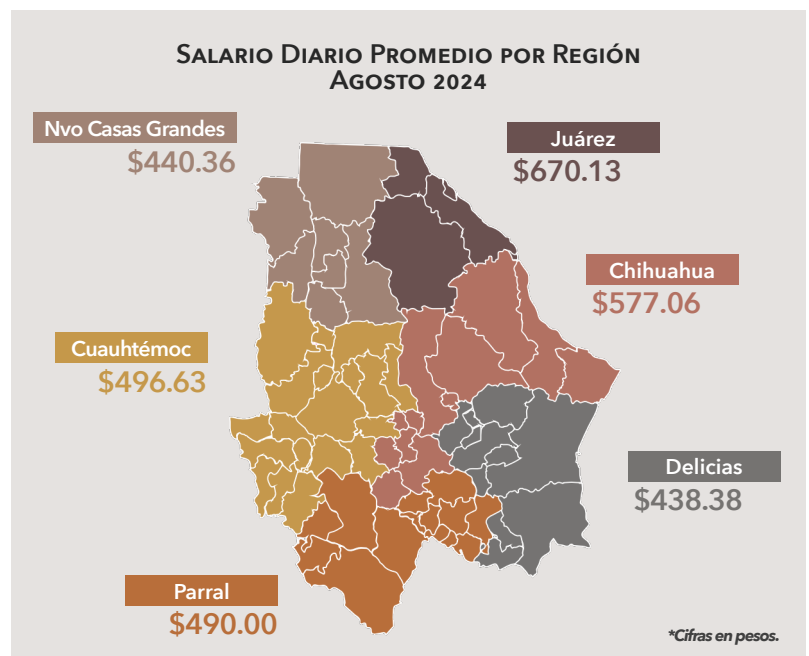 Salario Diario Promedio por Región
Agosto 2024
Nvo Casas Grandes
$440.36
Juárez
$670.13
Chihuahua
$577.06
Cuauhtémoc
$496.63
Delicias
$438.38
Parral
$490.00
*Cifras en pesos.